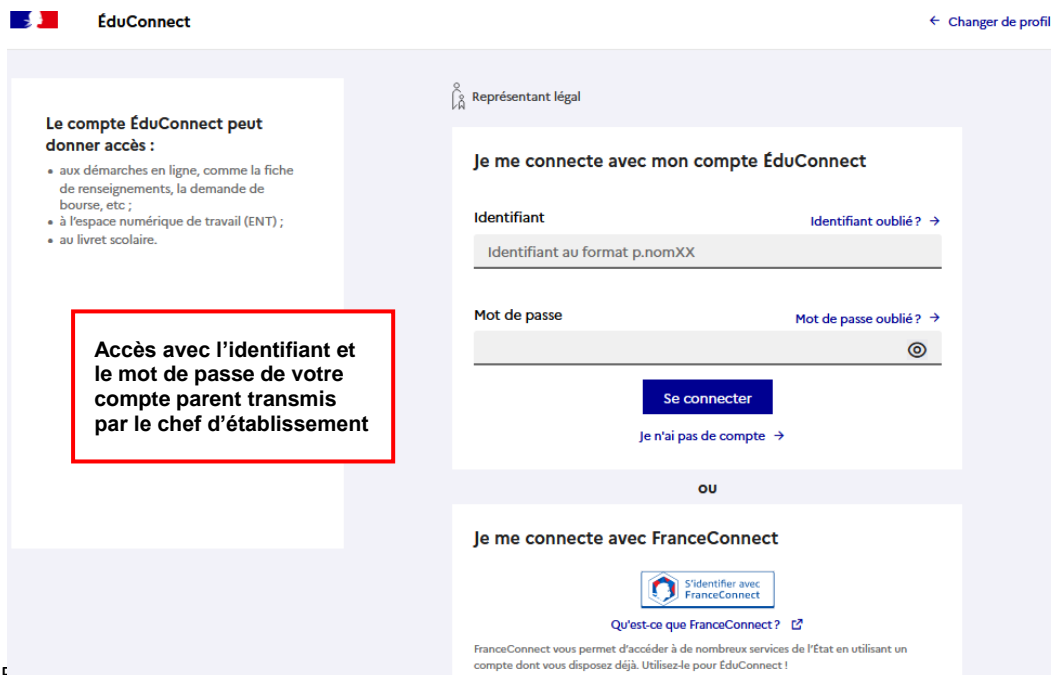 ÉduConnect
← Changer de profil
Le compte ÉduConnect peut
donner accès :
• aux démarches en ligne, comme la fiche
de renseignements, la demande de
bourse, etc ;
• à l'espace numérique de travail (ENT) ;
• au livret scolaire.
Accès avec l’identifiant et
le mot de passe de votre
compte parent transmis
par le chef d’établissement
Représentant légal
Je me connecte avec mon compte ÉduConnect
Identifiant
Identifiant oublié ? →
Identifiant au format p.nomXX
Mot de passe
Mot de passe oublié ? →
Se connecter
Je n'ai pas de compte →
OU
Je me connecte avec FranceConnect
S'identifier avec
FranceConnect
Qu'est-ce que FranceConnect ?
FranceConnect vous permet d'accéder à de nombreux services de l'État en utilisant un
compte dont vous disposez déjà. Utilisez-le pour ÉduConnect !